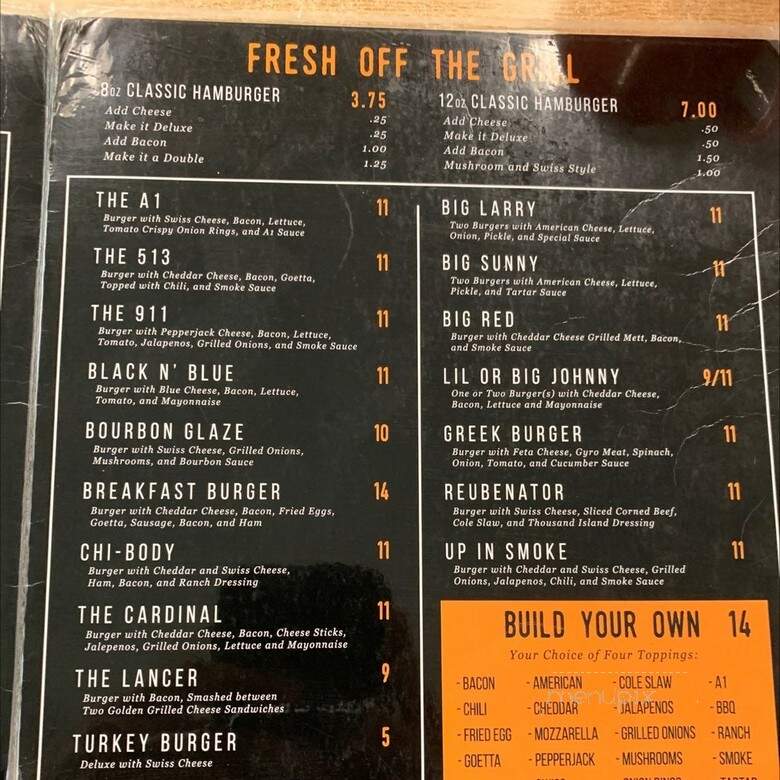 FRESH OFF THE GRILL
8oz CLASSIC HAMBURGER 3.75
Add Cheese .25
Make it Deluxe .25
Add Bacon 1.00
Make it a Double 1.25
12oz CLASSIC HAMBURGER 7.00
Add Cheese .50
Make it Deluxe .50
Add Bacon 1.50
Mushroom and Swiss Style 1.00
THE A1 11
Burger with Swiss Cheese, Bacon, Lettuce,
Tomato Crispy Onion Rings, and A1 Sauce
THE 513 11
Burger with Cheddar Cheese, Bacon, Goetta,
Topped with Chili, and Smoke Sauce
THE 911 11
Burger with Pepperjack Cheese, Bacon, Lettuce,
Tomato, Jalapenos, Grilled Onions, and Smoke Sauce
BLACK N' BLUE 11
Burger with Blue Cheese, Bacon, Lettuce,
Tomato, and Mayonnaise
BOURBON GLAZE 10
Burger with Swiss Cheese, Grilled Onions,
Mushrooms, and Bourbon Sauce
BREAKFAST BURGER 14
Burger with Cheddar Cheese, Bacon, Fried Eggs,
Goetta, Sausage, Bacon, and Ham
CHI-BODY 11
Burger with Cheddar and Swiss Cheese,
Ham, Bacon, and Ranch Dressing
THE CARDINAL 11
Burger with Cheddar Cheese, Bacon, Cheese Sticks,
Jalepenos, Grilled Onions, Lettuce and Mayonnaise
THE LANCER 9
Burger with Bacon, Smashed between
Two Golden Grilled Cheese Sandwiches
TURKEY BURGER 5
Deluxe with Swiss Cheese
BIG LARRY 11
Two Burgers with American Cheese, Lettuce,
Onion, Pickle, and Special Sauce
BIG SUNNY 11
Two Burgers with American Cheese, Lettuce,
Pickle, and Tartar Sauce
BIG RED 11
Burger with Cheddar Cheese Grilled Mett, Bacon,
and Smoke Sauce
LIL OR BIG JOHNNY 9/11
One or Two Burger(s) with Cheddar Cheese,
Bacon, Lettuce and Mayonnaise
GREEK BURGER 11
Burger with Feta Cheese, Gyro Meat, Spinach,
Onion, Tomato, and Cucumber Sauce
REUBENATOR 11
Burger with Swiss Cheese, Sliced Corned Beef,
Cole Slaw, and Thousand Island Dressing
UP IN SMOKE 11
Burger with Cheddar and Swiss Cheese, Grilled
Onions, Jalapenos, Chili, and Smoke Sauce
BUILD YOUR OWN 14
Your Choice of Four Toppings:
- BACON - AMERICAN - COLE SLAW - A1
- CHILI - CHEDDAR - JALAPENOS - BBQ
- FRIED EGG - MOZZARELLA - GRILLED ONIONS - RANCH
- GOETTA - PEPPERJACK - MUSHROOMS - SMOKE
menupix